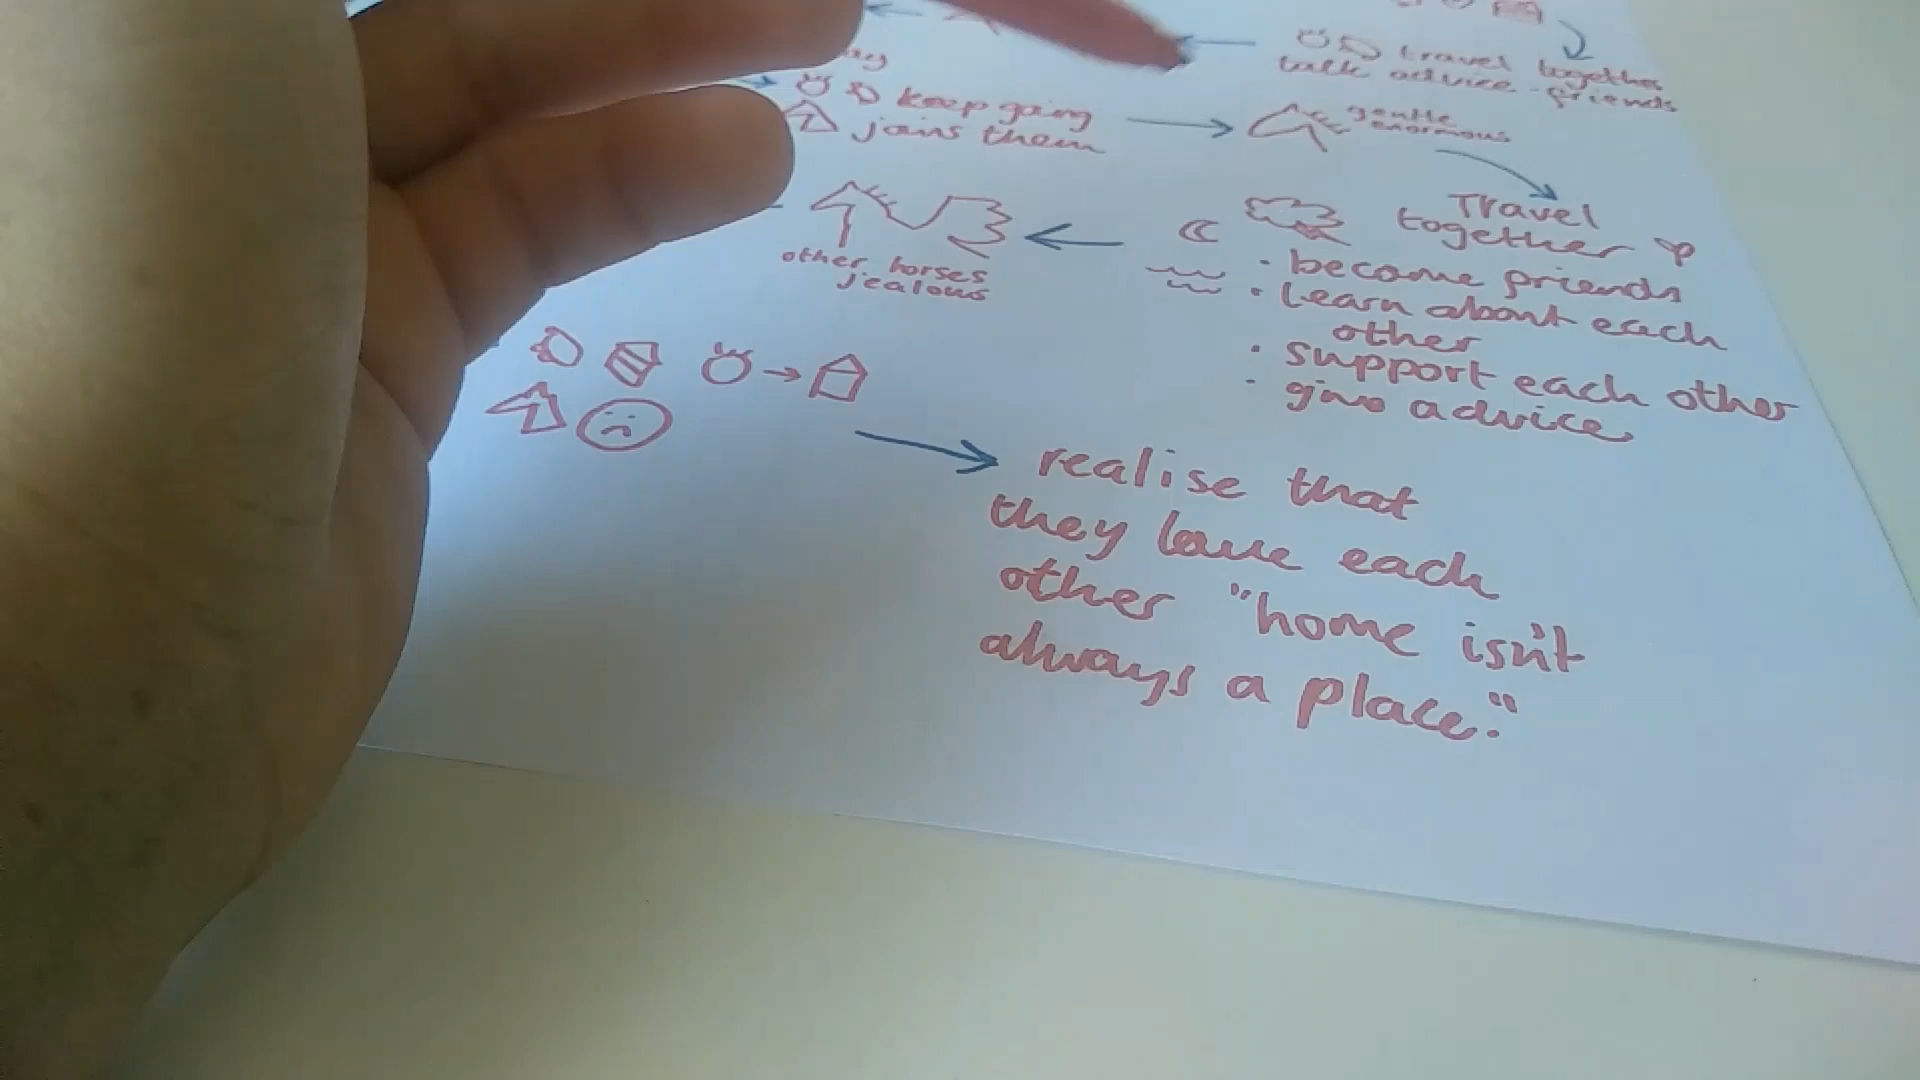 travel together
talk advice friends
keep going
joins them
gentle
enormous
Travel
together
other horses
jealous
• become friends
• learn about each
other
• support each other
• give advice
realise that
they love each
other "home isn't
always a place."